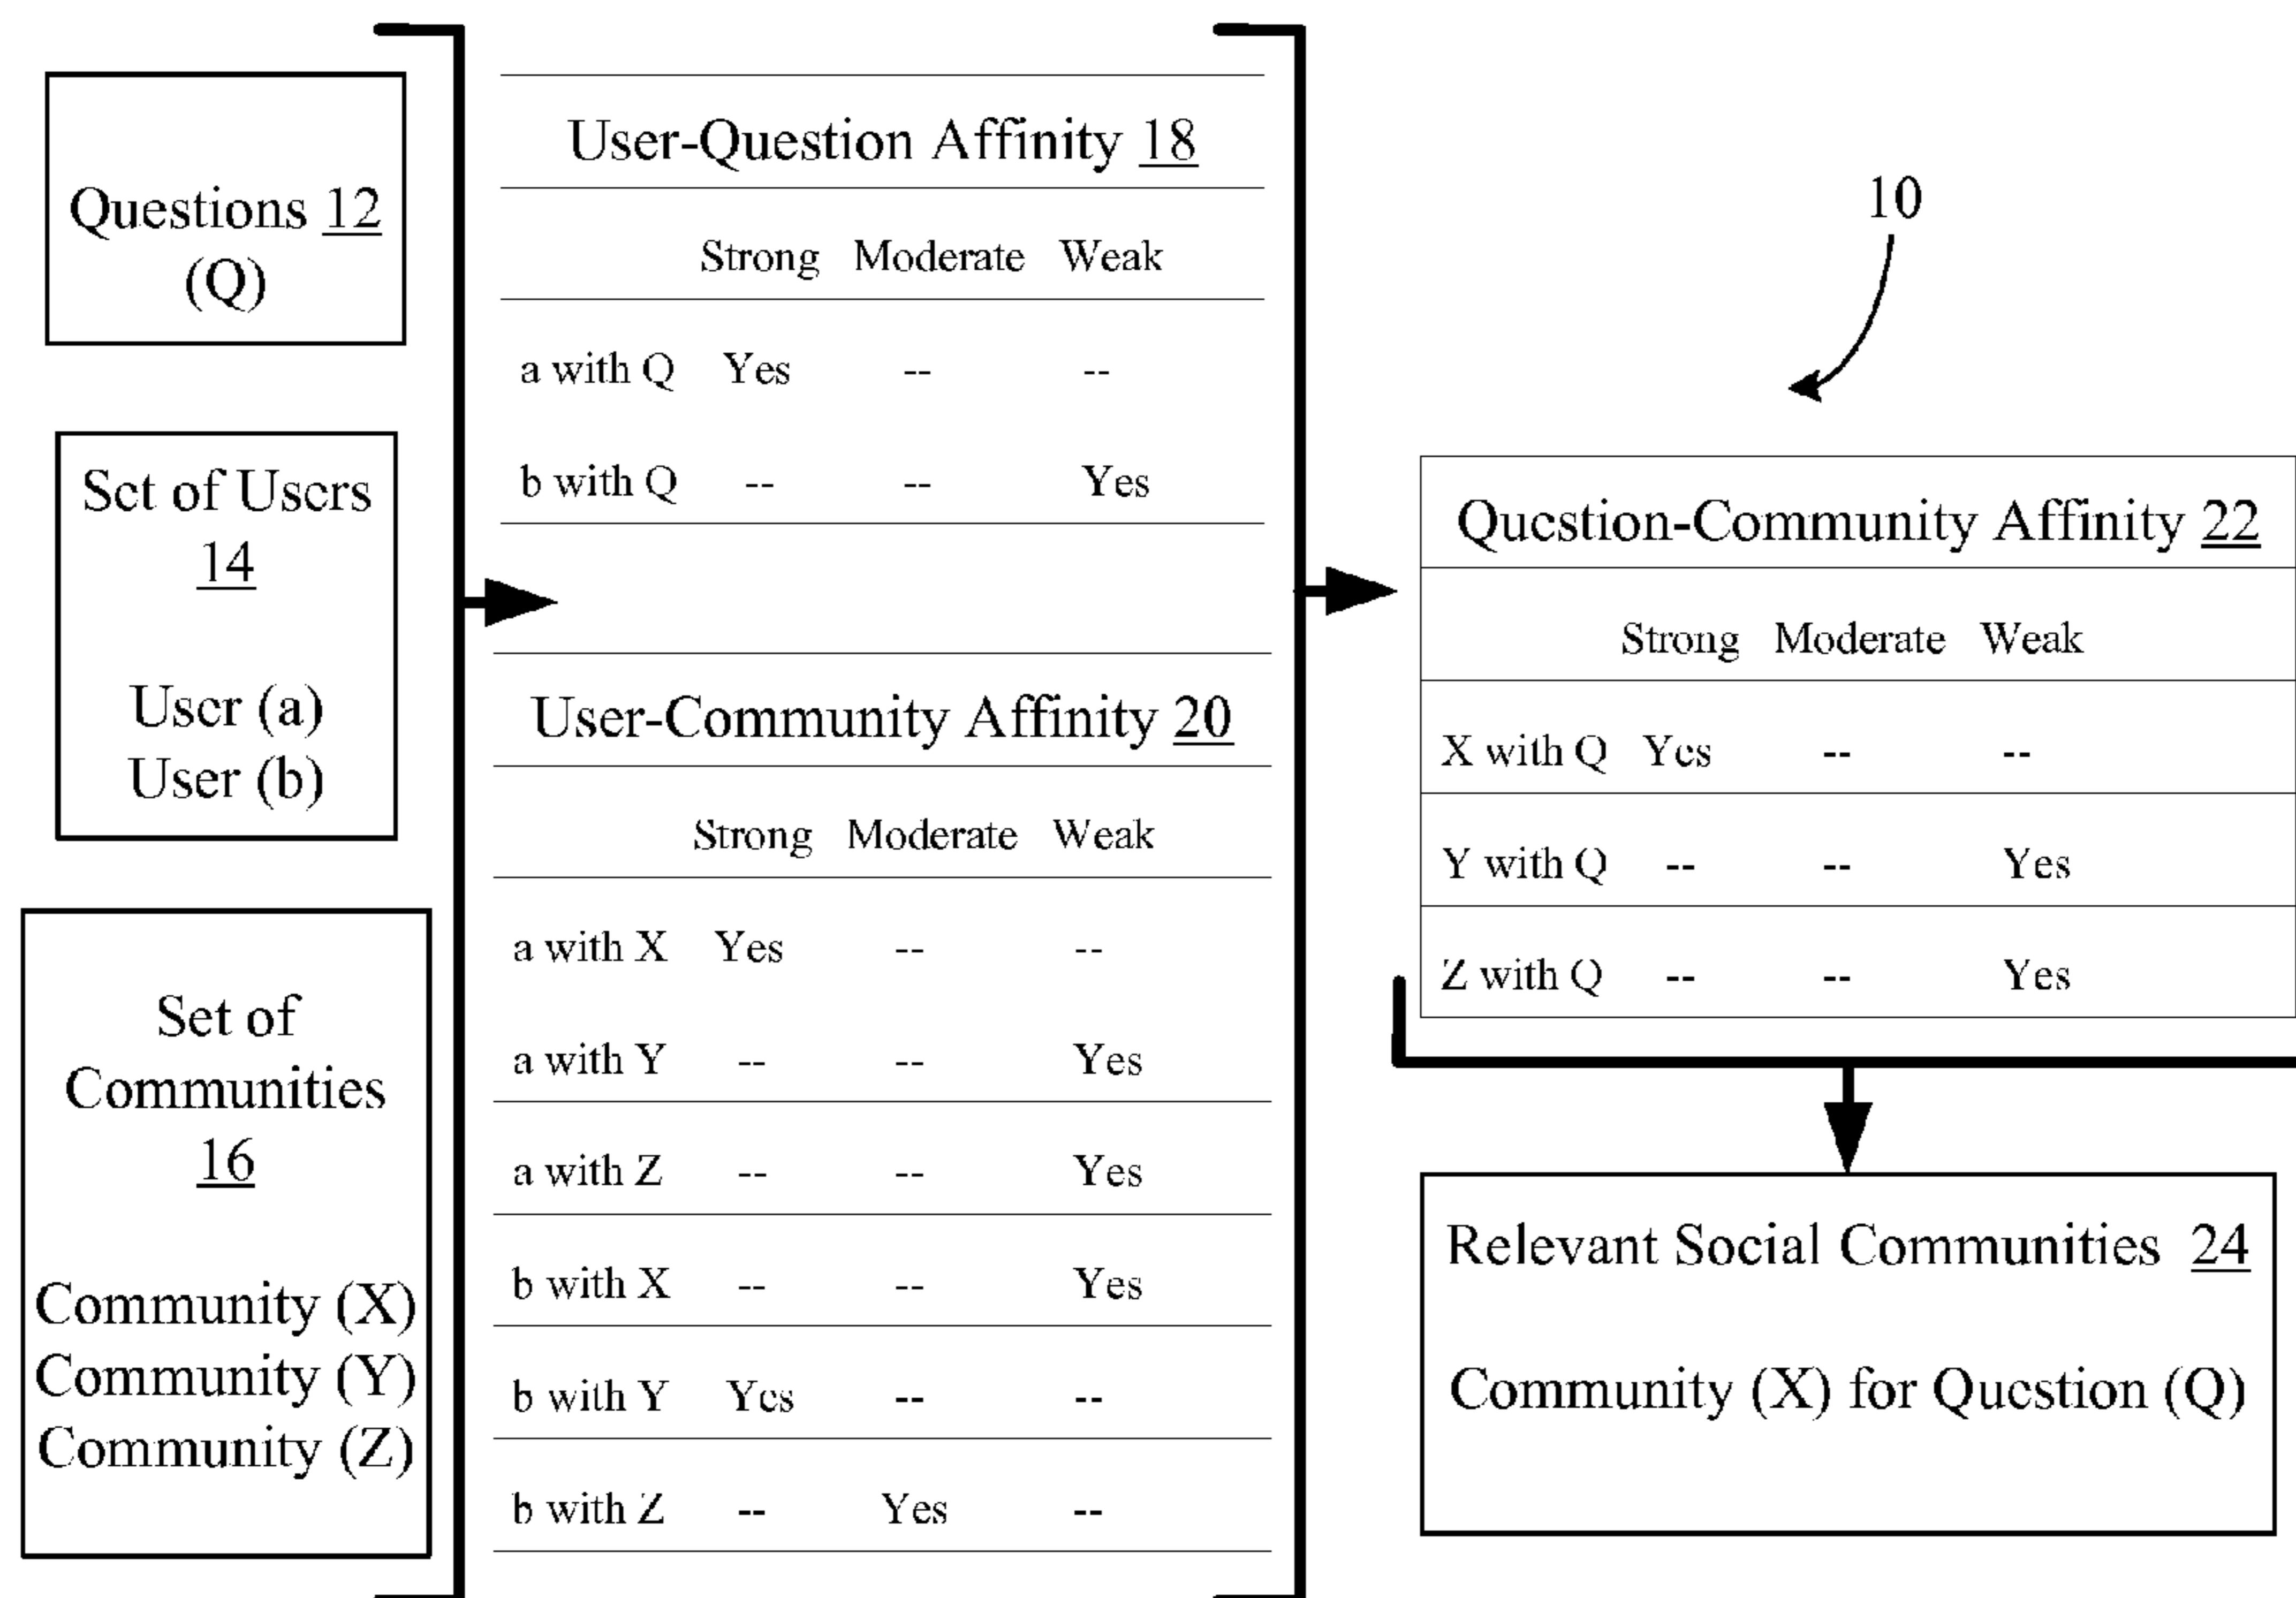 Questions 12
(Q)
Set of Users
14
User (a)
User (b)
Set of
Communities
16
Community (X)
Community (Y)
Community (Z)
User-Question Affinity 18
Strong Moderate Weak
a with Q Yes -- --
b with Q -- -- Yes
User-Community Affinity 20
Strong Moderate Weak
a with X Yes -- --
a with Y -- -- Yes
a with Z -- -- Yes
b with X -- -- Yes
b with Y Yes -- --
b with Z -- Yes --
10
Question-Community Affinity 22
Strong Moderate Weak
X with Q Yes -- --
Y with Q -- -- Yes
Z with Q -- -- Yes
Relevant Social Communities 24
Community (X) for Question (Q)